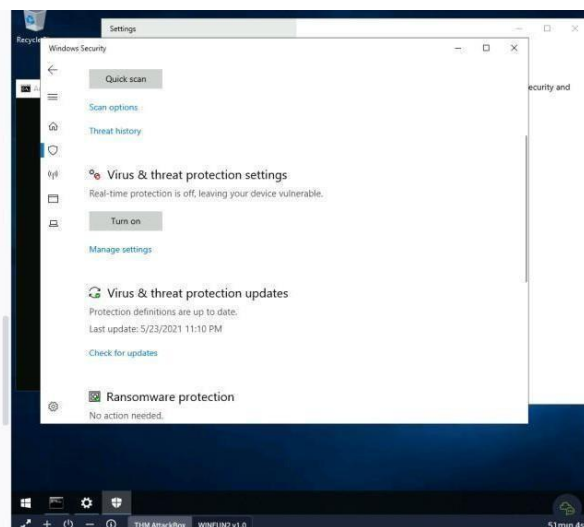 Settings
Recycle
Windows Security
ecurity and
Quick scan
Scan options
Threat history
Virus & threat protection settings
Real-time protection is off, leaving your device vulnerable.
Turn on
Manage settings
Virus & threat protection updates
Protection definitions are up to date.
Last update: 5/23/2021 11:10 PM
Check for updates
Ransomware protection
No action needed.
THM AttackBox WINFUN2 v1.0
51min 4